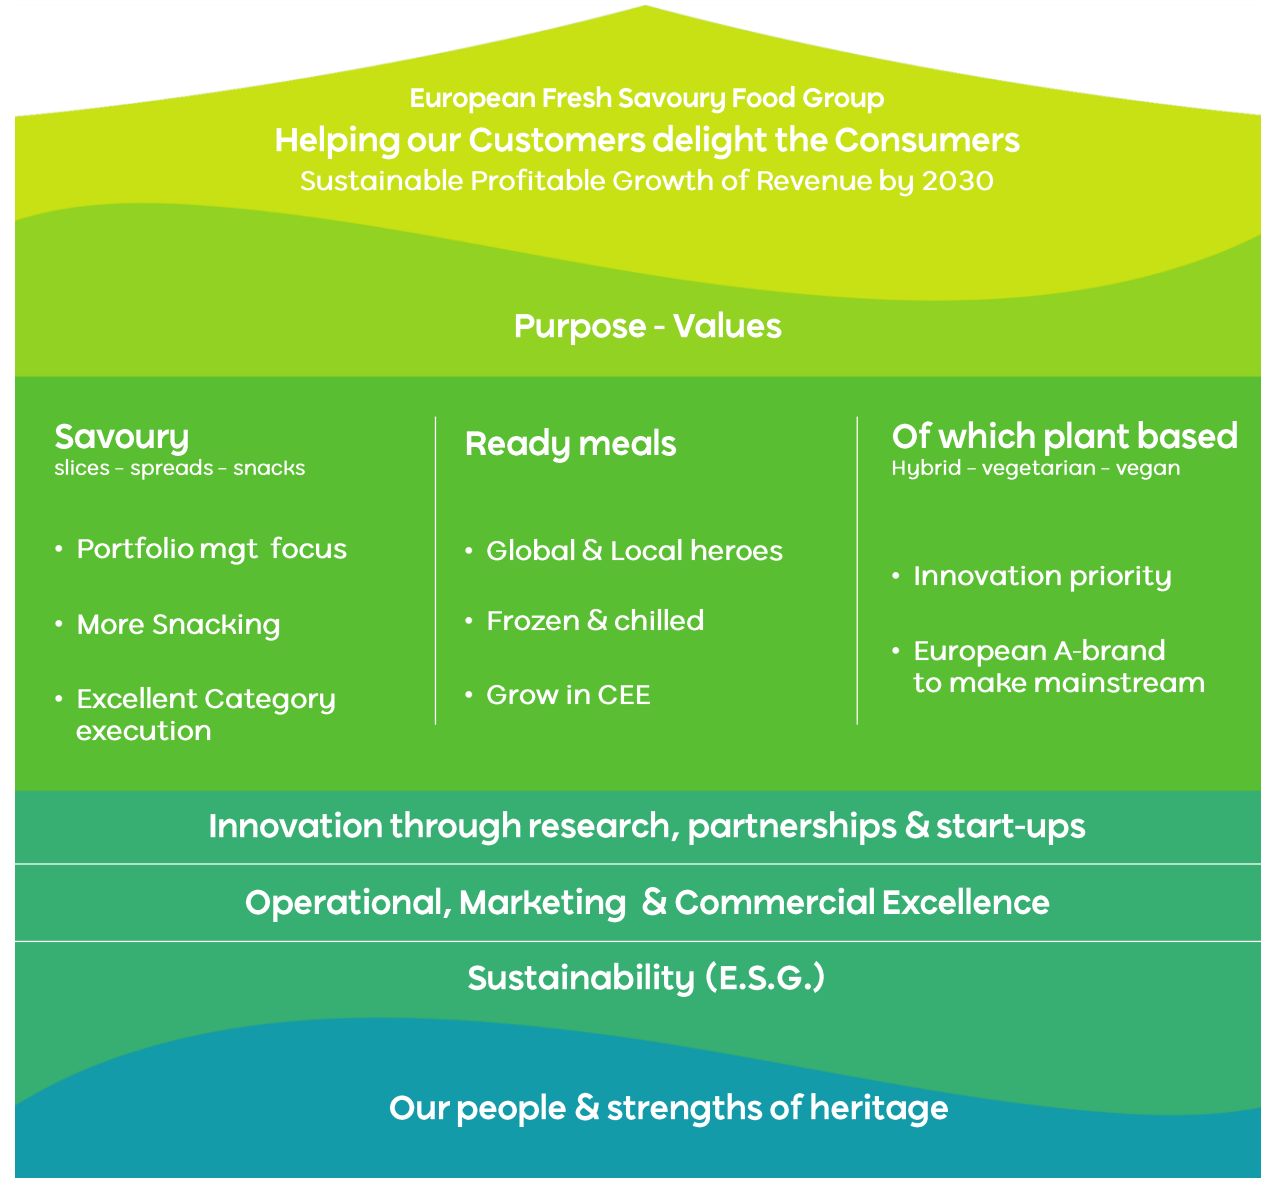 European Fresh Savoury Food Group
Helping our Customers delight the Consumers
Sustainable Profitable Growth of Revenue by 2030
Purpose - Values
Savoury
slices - spreads - snacks
• Portfolio mgt focus
• More Snacking
• Excellent Category
execution
Ready meals
• Global & Local heroes
• Frozen & chilled
• Grow in CEE
Of which plant based
Hybrid - vegetarian - vegan
• Innovation priority
• European A-brand
to make mainstream
Innovation through research, partnerships & start-ups
Operational, Marketing & Commercial Excellence
Sustainability (E.S.G.)
Our people & strengths of heritage